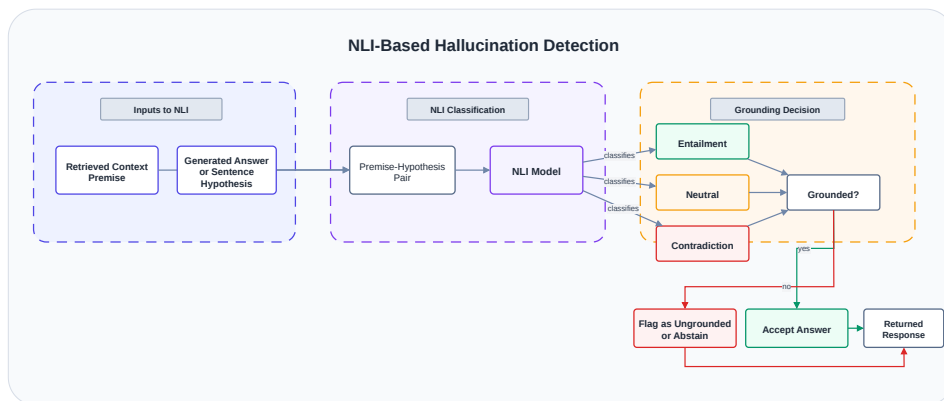 NLI-Based Hallucination Detection
Inputs to NLI
NLI Classification
Grounding Decision
Retrieved Context
Premise
Generated Answer
or Sentence
Hypothesis
Premise-Hypothesis
Pair
NLI Model
classifies
classifies
classifies
Entailment
Neutral
Contradiction
Grounded?
yes
no
Flag as Ungrounded
or Abstain
Accept Answer
Returned
Response